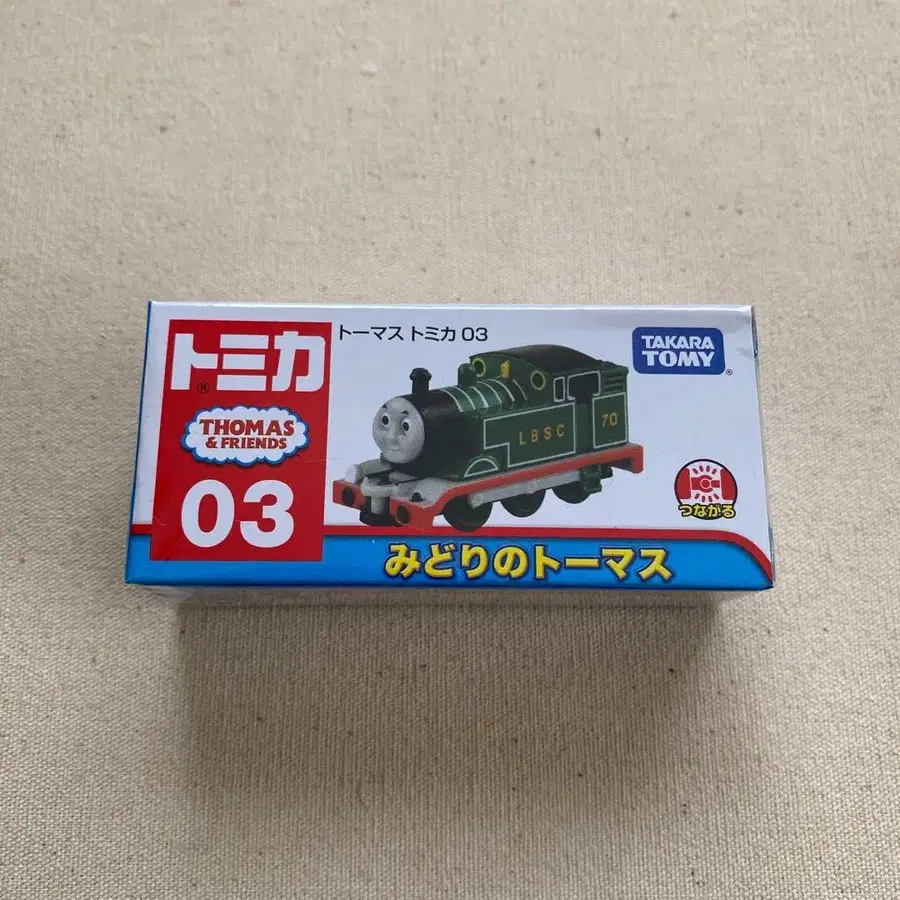 トーマス トミカ 03
トミカ®
THOMAS
& FRIENDS
03
TAKARA
TOMY®
LBSC
70
つながる
みどりのトーマス